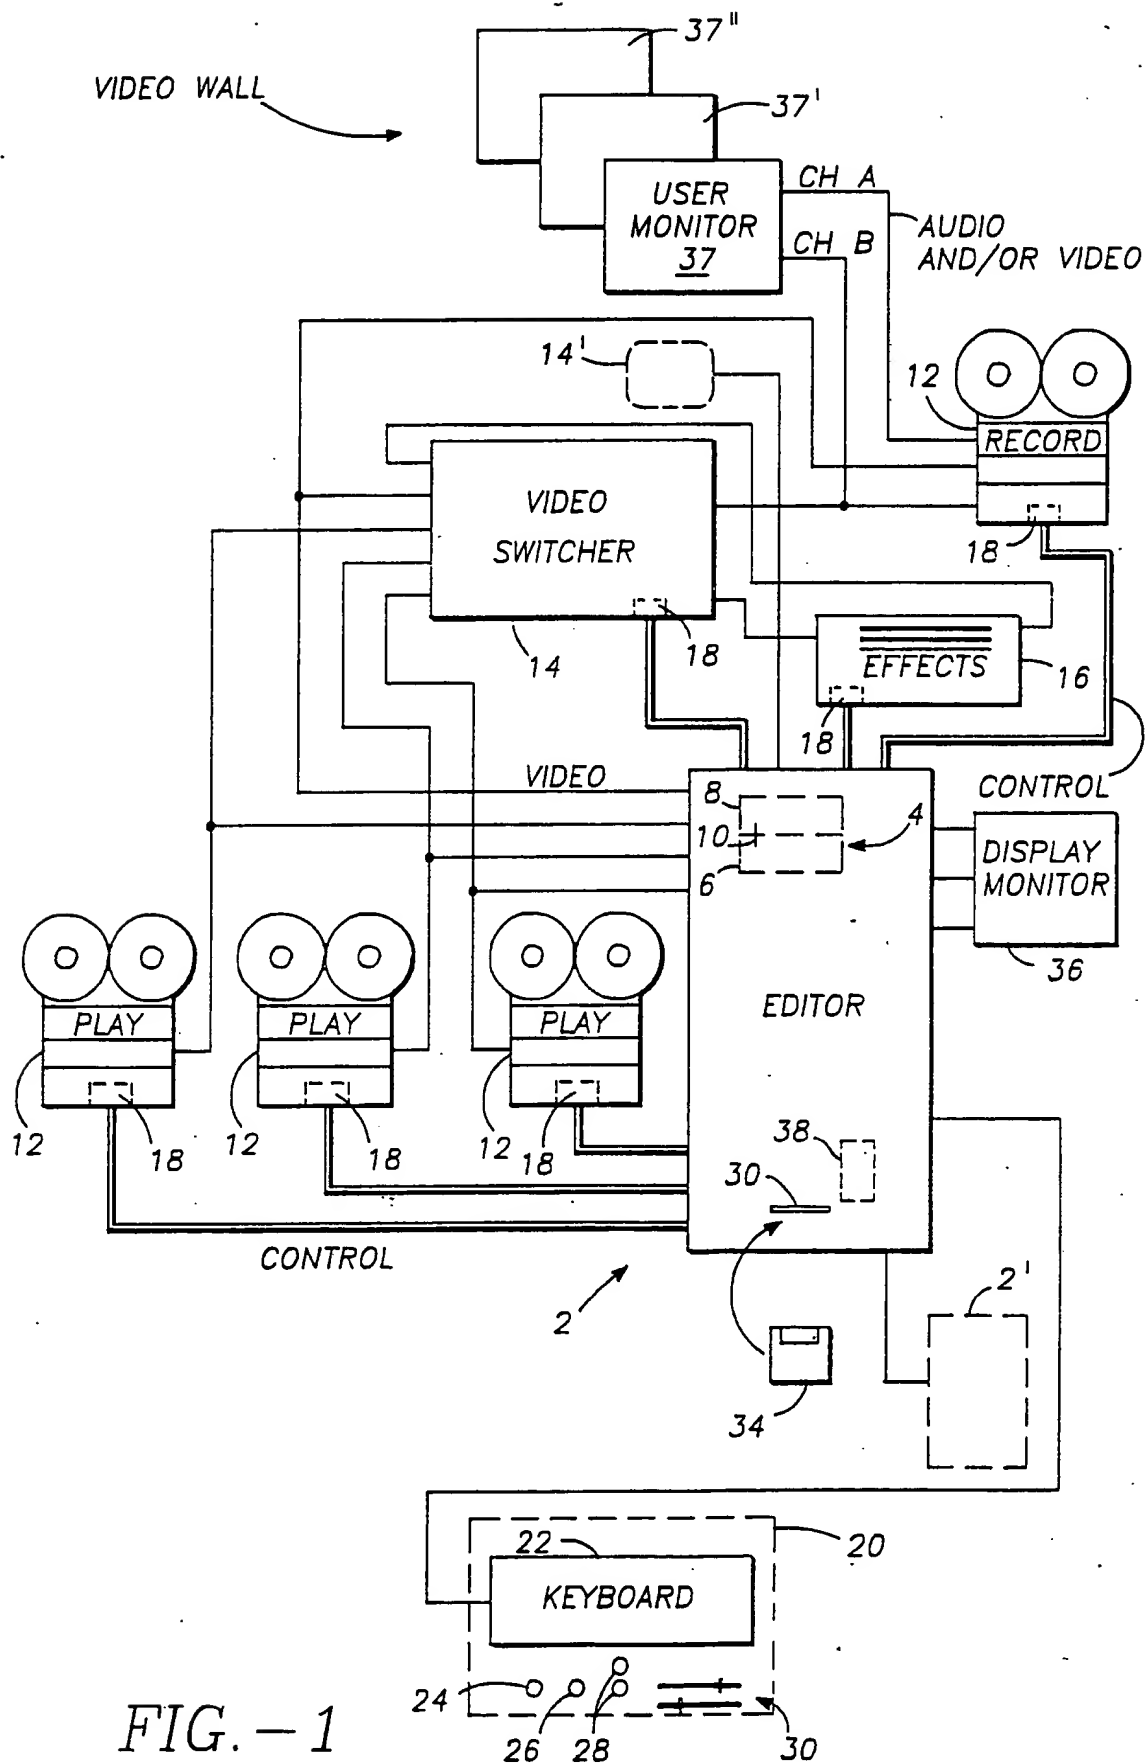 37"
VIDEO WALL
37'
CH A
USER
MONITOR
37
AUDIO
AND/OR VIDEO
CH B
14'
12
RECORD
VIDEO
SWITCHER
18
18
14
EFFECTS
16
18
VIDEO
CONTROL
8
10
4
6
DISPLAY
MONITOR
36
EDITOR
PLAY
PLAY
PLAY
12
18
12
18
12
18
38
30
CONTROL
2
2'
34
20
22
KEYBOARD
24
26
28
30
FIG.-1